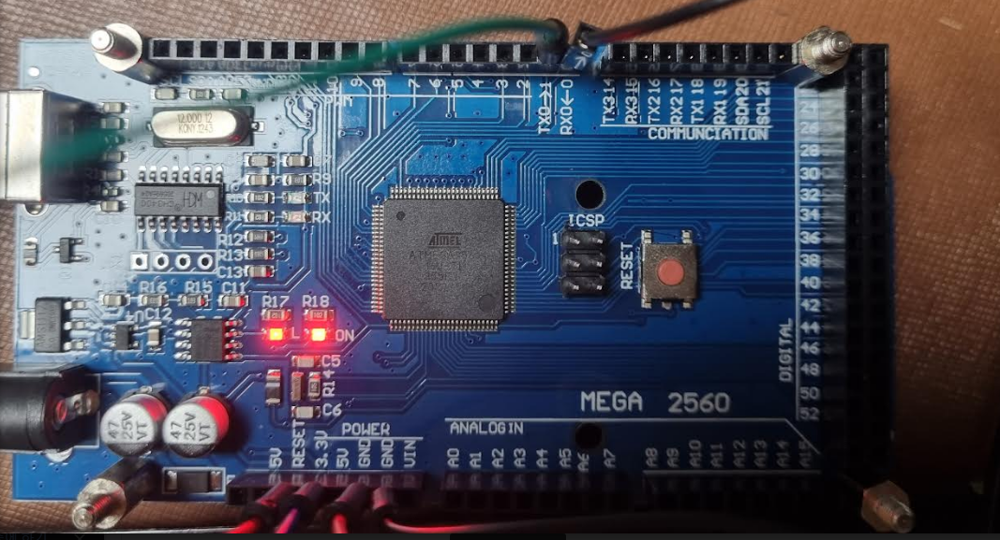 12.000 12
KONY 1243
9
8
7
6
5
4
3
2
TX0→1
RX0←0
TX3 14
RX3 15
TX2 16
RX2 17
TX1 18
RX1 19
SDA 20
SCL 21
COMMUNCIATION
26
28
30
32
34
36
38
40
42
44
46
48
50
52
DIGITAL
R9
TX
RX
R12
R13
C13
R16
R15
C11
C12
R17
R18
L
ON
C5
R14
C6
ATMEL
ICSP
1
RESET
MEGA 2560
47
25V
VT
47
25V
VT
POWER
ANALOG IN
5V
RESET
3.3V
5V
GND
GND
VIN
A0
A1
A2
A3
A4
A5
A6
A7
A8
A9
A10
A11
A12
A13
A14
A15